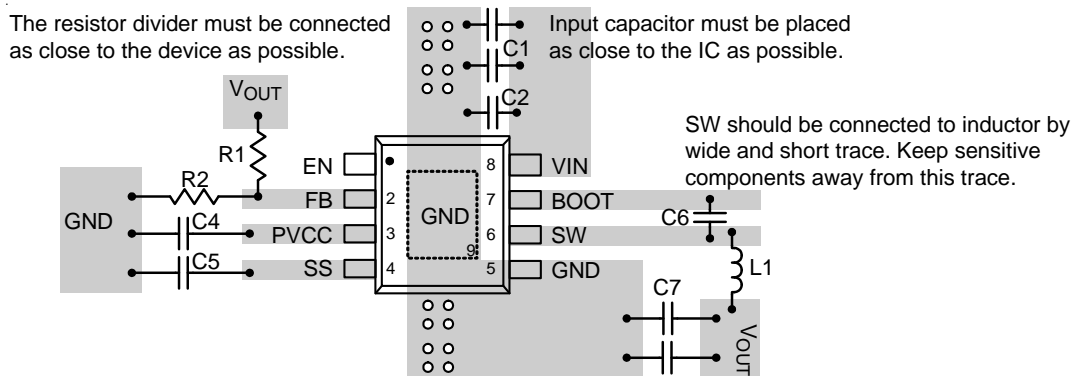 The resistor divider must be connected
as close to the device as possible.
Input capacitor must be placed
as close to the IC as possible.
C1
C2
VOUT
R1
R2
GND
C4
C5
SW should be connected to inductor by
wide and short trace. Keep sensitive
components away from this trace.
EN
FB
PVCC
SS
2
3
4
GND
9
8
7
6
5
VIN
BOOT
SW
GND
C6
L1
C7
VOUT